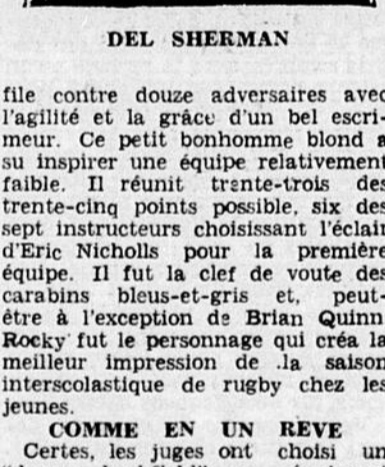 DEL SHERMAN
file contre douze adversaires avec
l'agilité et la grâce d'un bel escri-
meur. Ce petit bonhomme blond a
su inspirer une équipe relativement
faible. Il réunit trente-trois des
trente-cinq points possible, six des
sept instructeurs choisissant l'éclair
d'Eric Nicholls pour la première
équipe. Il fut la clef de voute des
carabins bleus-et-gris et, peut-
être à l'exception de Brian Quinn
Rocky fut le personnage qui créa la
meilleur impression de .la saison
interscolastique de rugby chez les
jeunes.
COMME EN UN REVE
Certes, les juges ont choisi un